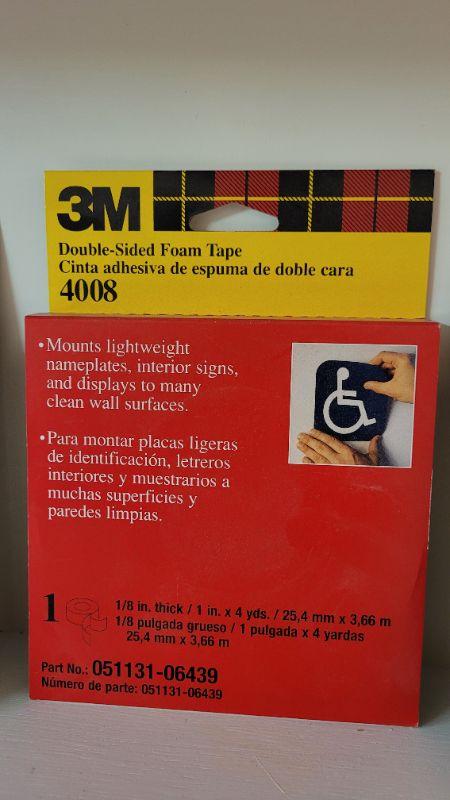 3M
Double-Sided Foam Tape
Cinta adhesiva de espuma de doble cara
4008
•Mounts lightweight
nameplates, interior signs,
and displays to many
clean wall surfaces.
•Para montar placas ligeras
de identificación, letreros
interiores y muestrarios a
muchas superficies y
paredes limpias.
1
1/8 in. thick / 1 in. x 4 yds. / 25,4 mm x 3,66 m
1/8 pulgada grueso / 1 pulgada x 4 yardas
25,4 mm x 3,66 m
Part No.: 051131-06439
Número de parte: 051131-06439